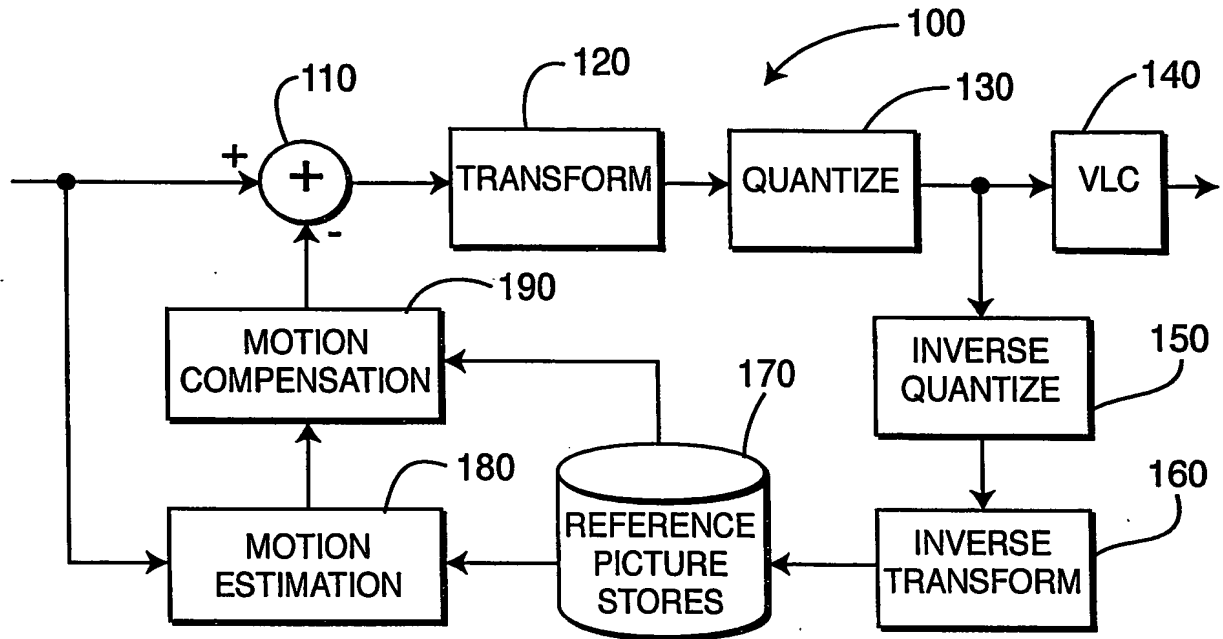 100
120
110
130
140
+
+
TRANSFORM
QUANTIZE
VLC
-
190
MOTION
COMPENSATION
170
INVERSE
QUANTIZE
150
180
160
REFERENCE
PICTURE
STORES
MOTION
ESTIMATION
INVERSE
TRANSFORM